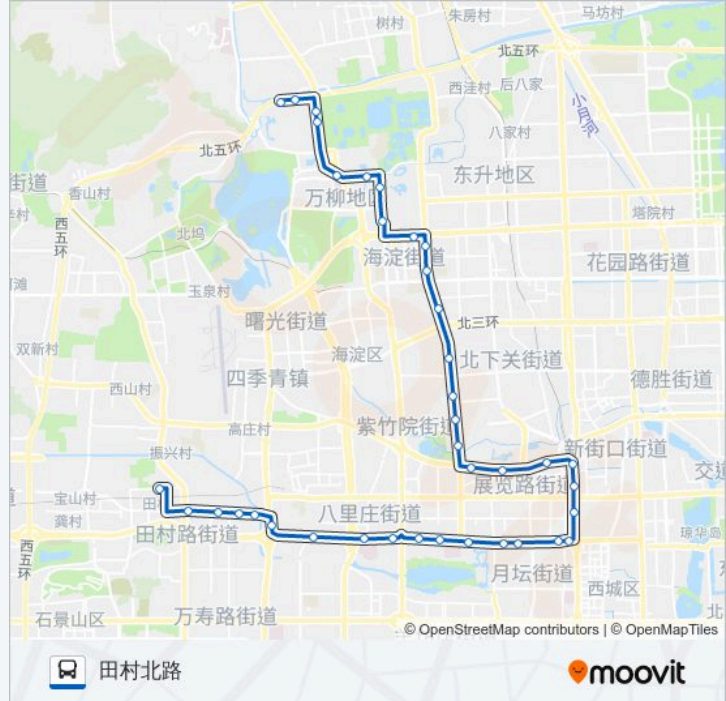 树村
朱房村
马坊村
北五环
西洼村
后八家
小月河
八家村
北五环
街道
东升地区
香山村
万柳地区
塔院村
西五环
北坞
海淀街道
花园路街道
玉泉村
曙光街道
北三环
双新村
海淀区
北下关街道
四季青镇
德胜街道
西山村
紫竹院街道
高庄村
新街口街道
振兴村
展览路街道
宝山村
八里庄街道
龚村
田村路街道
琼华岛
西五环
月坛街道
西城区
石景山区
万寿路街道
© OpenStreetMap contributors | © OpenMapTiles
田村北路
moovit